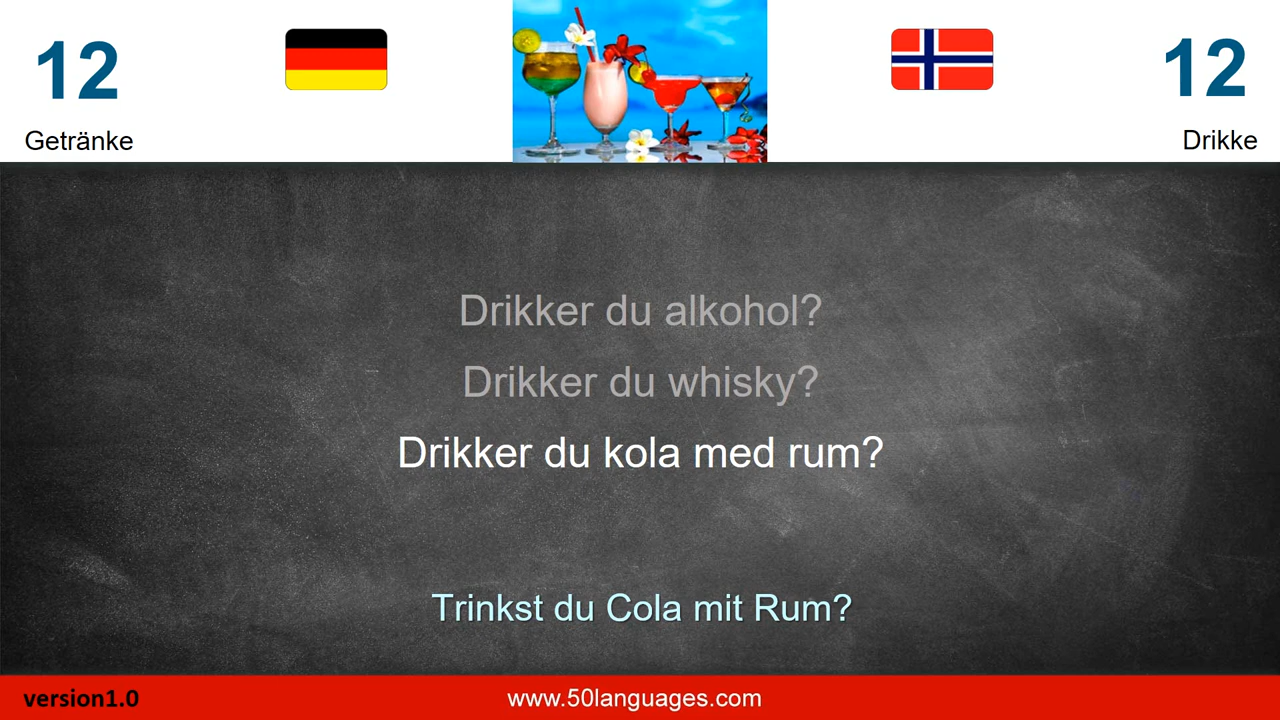 12
12
Getränke
Drikke
Drikker du alkohol?
Drikker du whisky?
Drikker du kola med rum?
Trinkst du Cola mit Rum?
version1.0
www.50languages.com